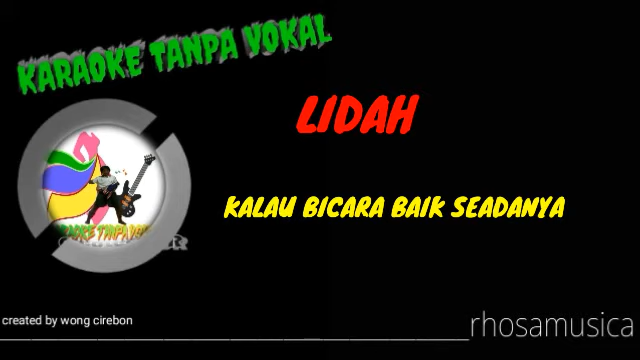 KARAOKE TANPA VOKAL
LIDAH
KALAU BICARA BAIK SEADANYA
created by wong cirebon
rhosamusica